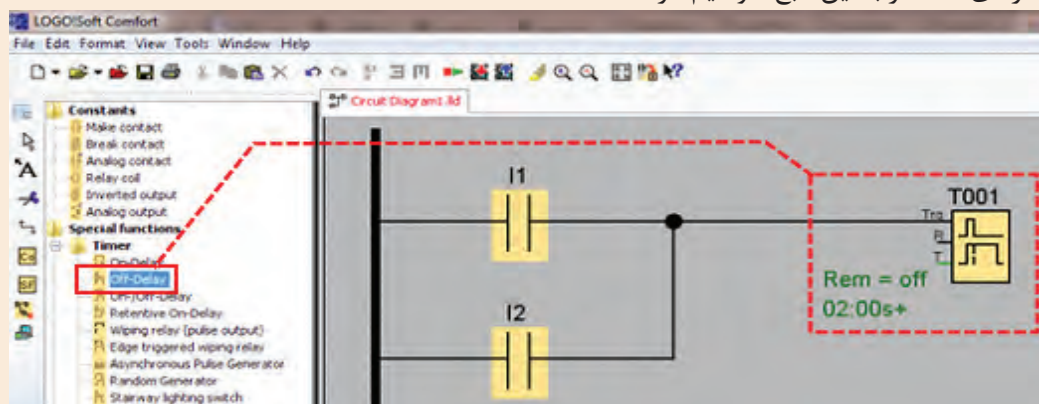 LOGO!Soft Comfort
File Edit Format View Tools Window Help
Circuit Diagram1.lld
Constants
Make contact
Break contact
Analog contact
Relay coil
Inverted output
Analog output
Special functions
Timer
On-Delay
Off-Delay
On-/Off-Delay
Retentive On-Delay
Wiping relay (pulse output)
Edge triggered wiping relay
Asynchronous Pulse Generator
Random Generator
Stairway lighting switch
Co
SF
I1
I2
T001
Trg
R
T
Rem = off
02:00s+